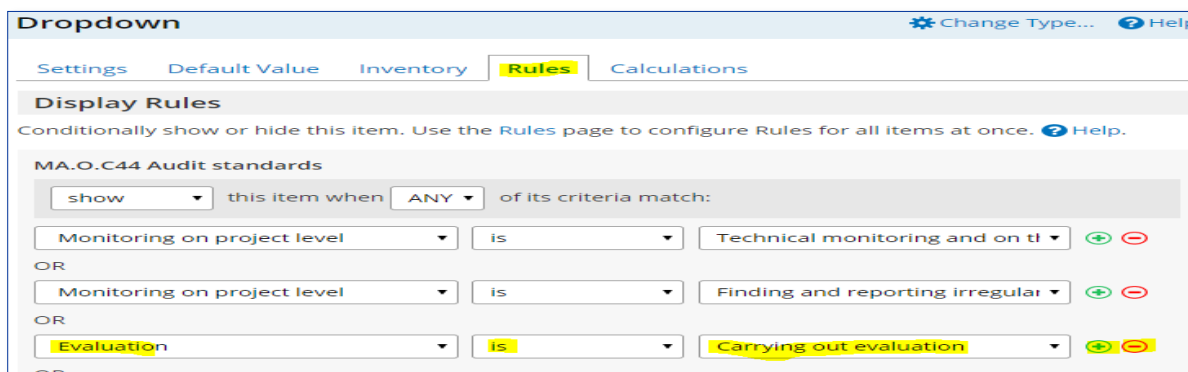 Dropdown Change Type... Help
Settings Default Value Inventory Rules Calculations
Display Rules
Conditionally show or hide this item. Use the Rules page to configure Rules for all items at once. Help.
MA.O.C44 Audit standards
show this item when ANY of its criteria match:
Monitoring on project level is Technical monitoring and on
OR
Monitoring on project level is Finding and reporting
OR
Evaluation is Carrying out evaluation
OR